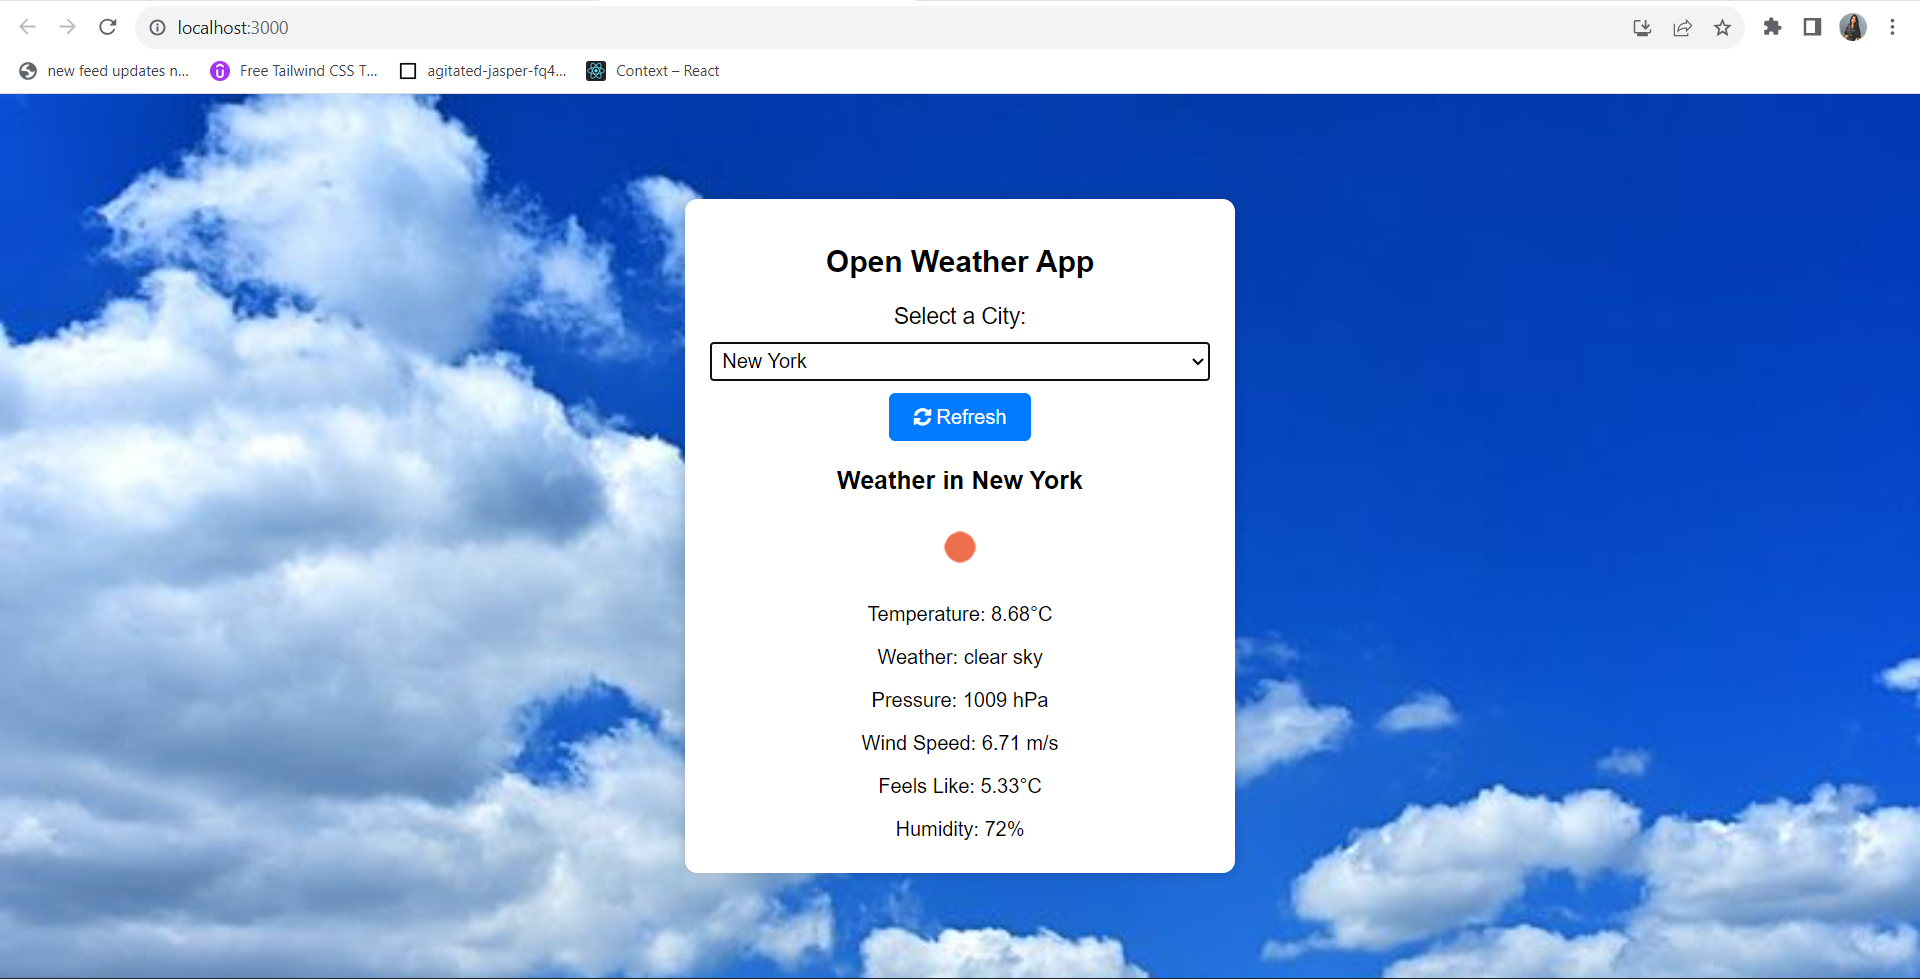 localhost:3000
new feed updates n...
Free Tailwind CSS T...
agitated-jasper-fq4...
Context – React
Open Weather App
Select a City:
New York
Refresh
Weather in New York
Temperature: 8.68°C
Weather: clear sky
Pressure: 1009 hPa
Wind Speed: 6.71 m/s
Feels Like: 5.33°C
Humidity: 72%